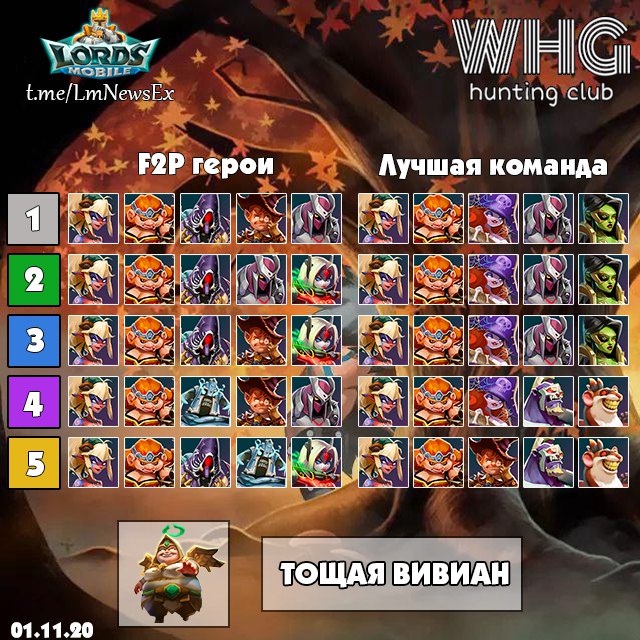 LORDS
MOBILE
t.me/LmNewsEx
WHG
hunting club
F2P герои
Лучшая команда
1
2
3
4
5
ТОЩАЯ ВИВИАН
01.11.20